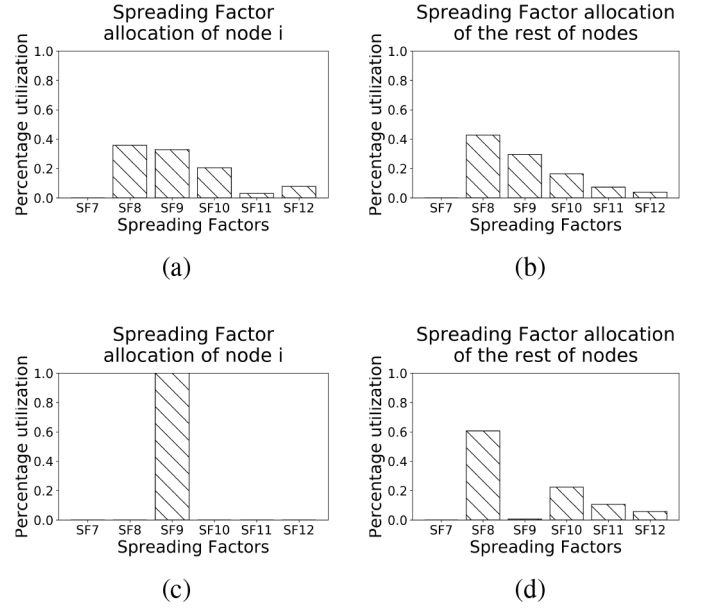 Spreading Factor
allocation of node i
Percentage utilization
1.0
0.8
0.6
0.4
0.2
0.0
SF7 SF8 SF9 SF10 SF11 SF12
Spreading Factors
(a)
Spreading Factor allocation
of the rest of nodes
Percentage utilization
1.0
0.8
0.6
0.4
0.2
0.0
SF7 SF8 SF9 SF10 SF11 SF12
Spreading Factors
(b)
Spreading Factor
allocation of node i
Percentage utilization
1.0
0.8
0.6
0.4
0.2
0.0
SF7 SF8 SF9 SF10 SF11 SF12
Spreading Factors
(c)
Spreading Factor allocation
of the rest of nodes
Percentage utilization
1.0
0.8
0.6
0.4
0.2
0.0
SF7 SF8 SF9 SF10 SF11 SF12
Spreading Factors
(d)